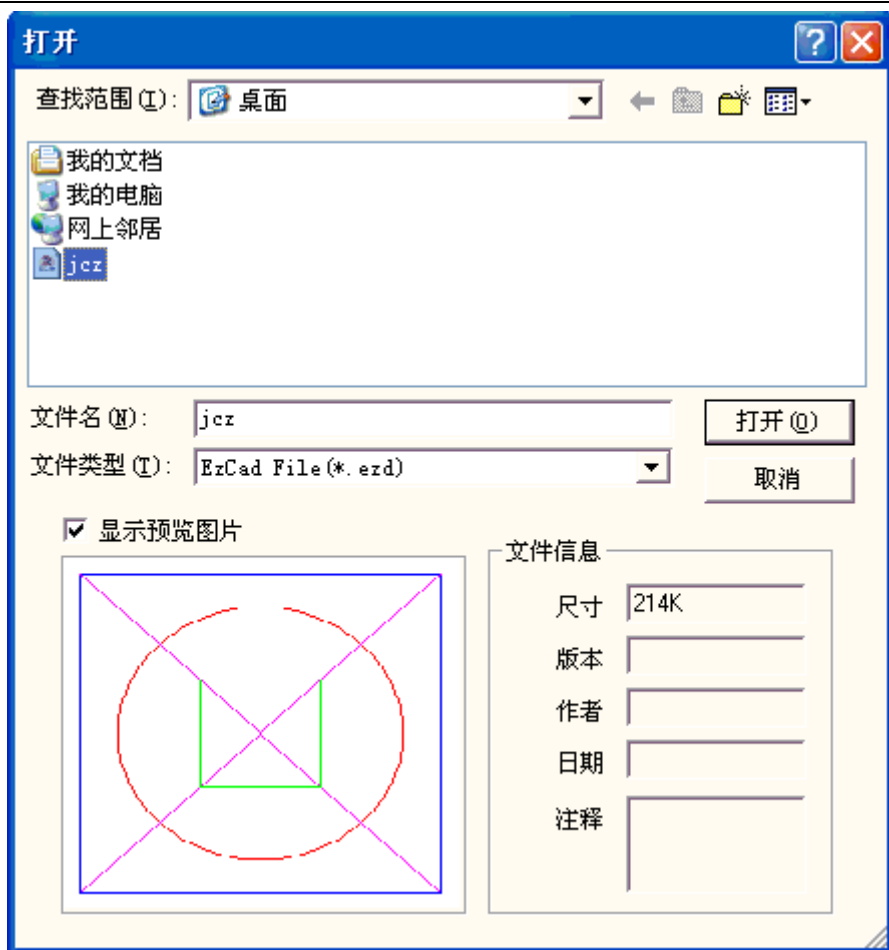 打开
查找范围(I): 桌面
我的文档
我的电脑
网上邻居
jcz
文件名(N): jcz 打开(O)
文件类型(T): EzCad File(*.ezd) 取消
显示预览图片
文件信息
尺寸 214K
版本
作者
日期
注释